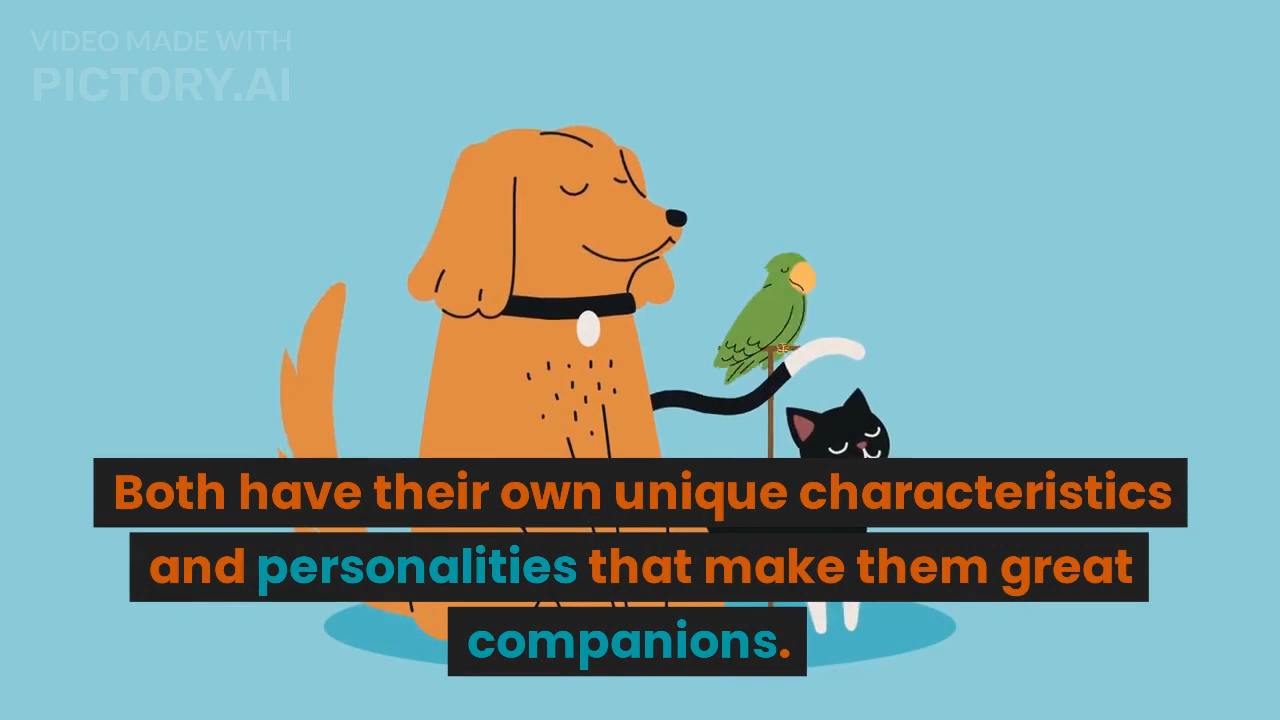 VIDEO MADE WITH
PICTORY.AI
Both have their own unique characteristics
and personalities that make them great
companions.